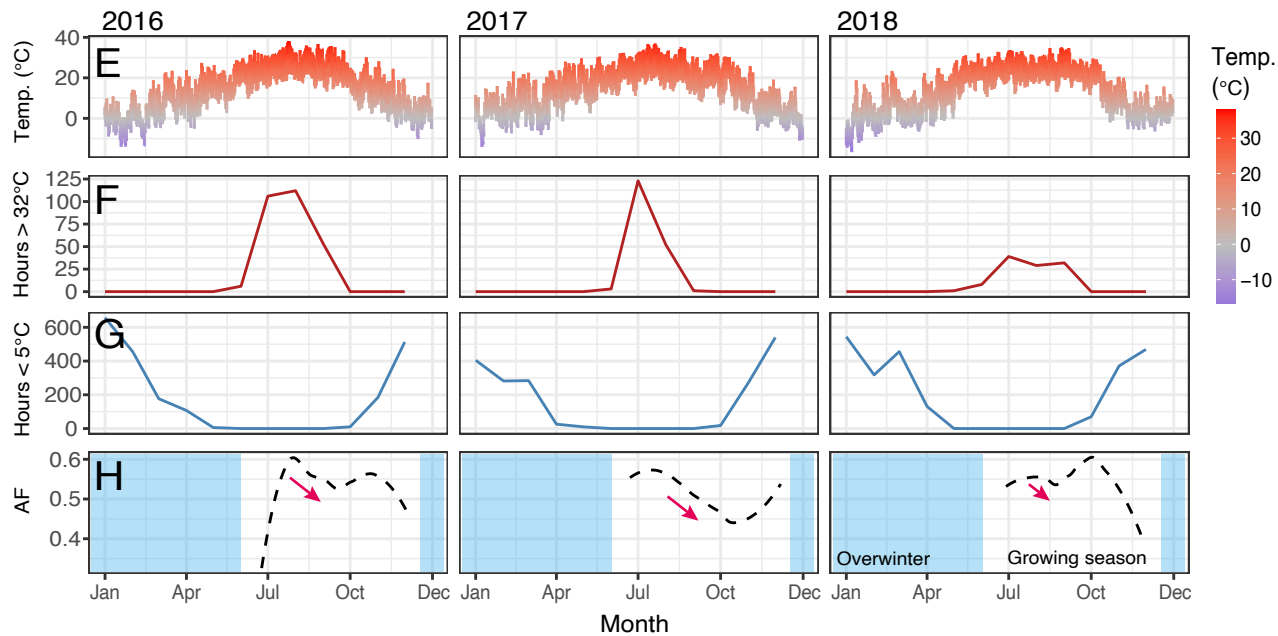 2016 2017 2018
E
Temp. (°C)
40
20
0
Temp.
(°C)
30
20
10
0
−10
F
Hours > 32°C
125
100
75
50
25
0
G
Hours < 5°C
600
400
200
0
H
AF
0.6
0.5
0.4
Overwinter Growing season
Jan Apr Jul Oct Dec Jan Apr Jul Oct Dec Jan Apr Jul Oct Dec
Month